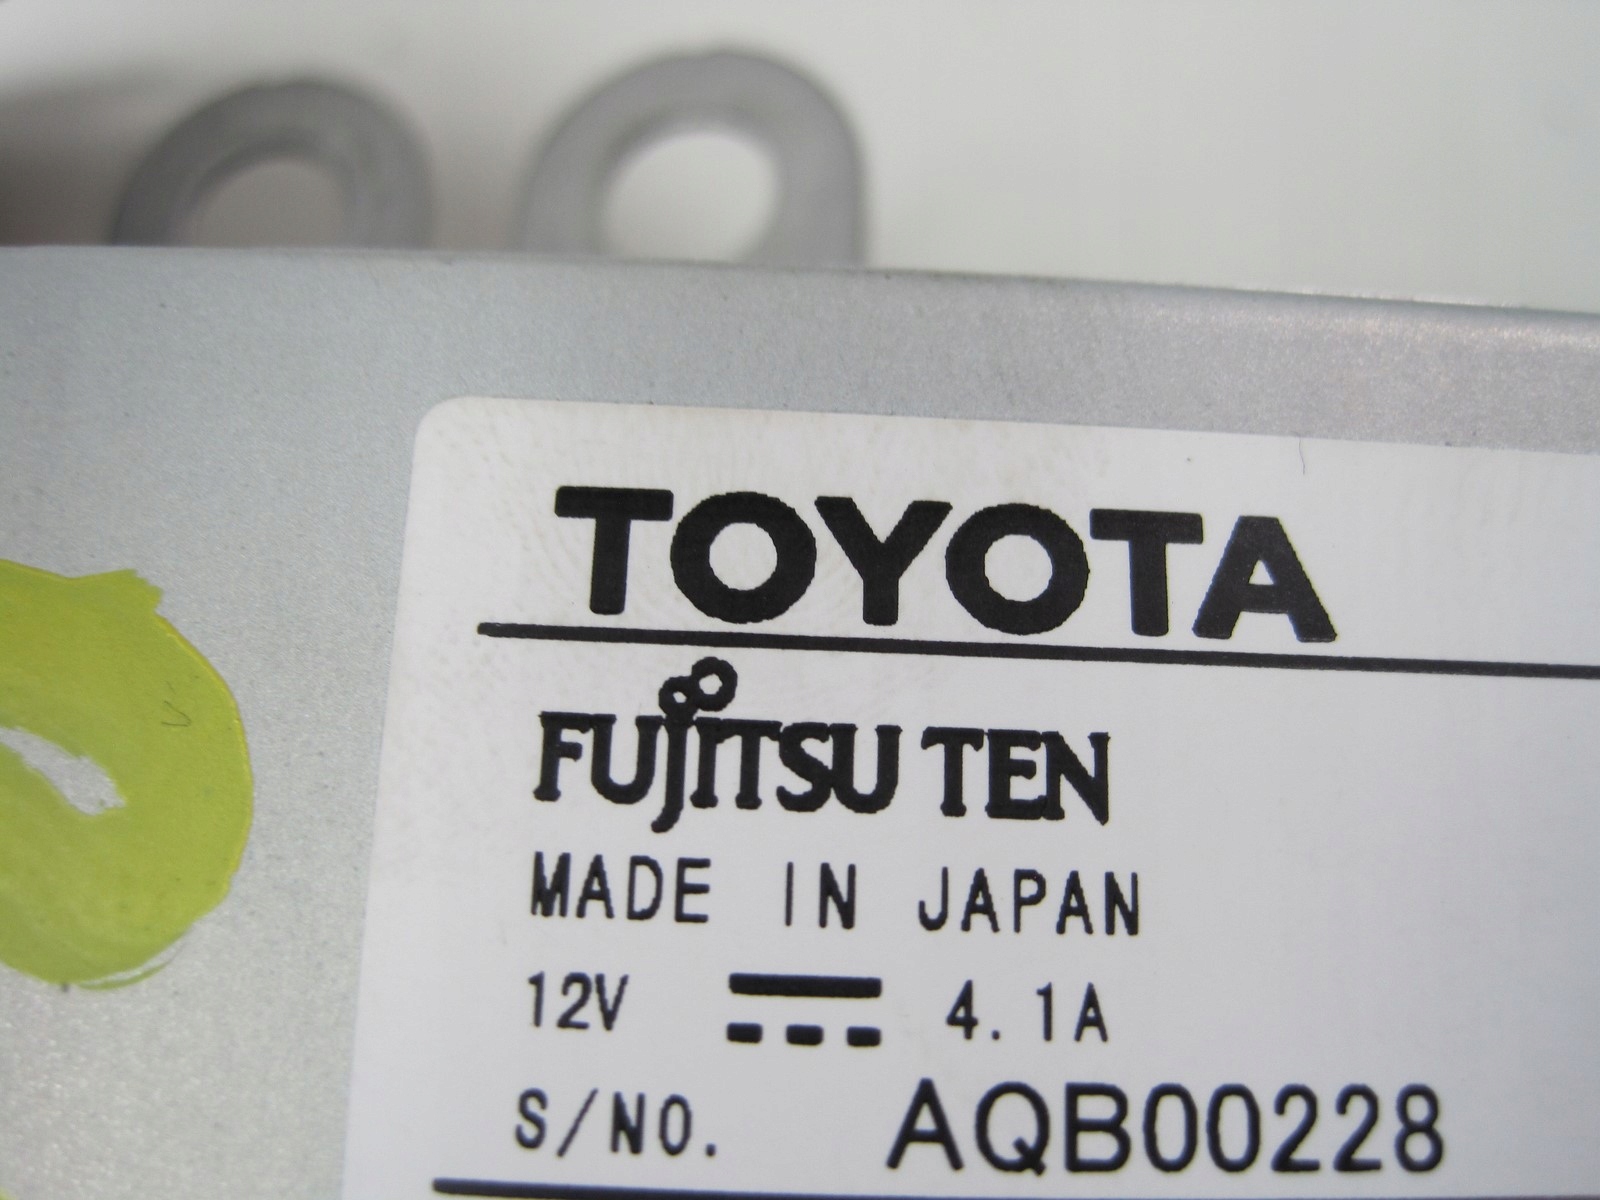 TOYOTA
FUJITSU TEN
MADE IN JAPAN
12V 4.1A
S/NO. AQB00228